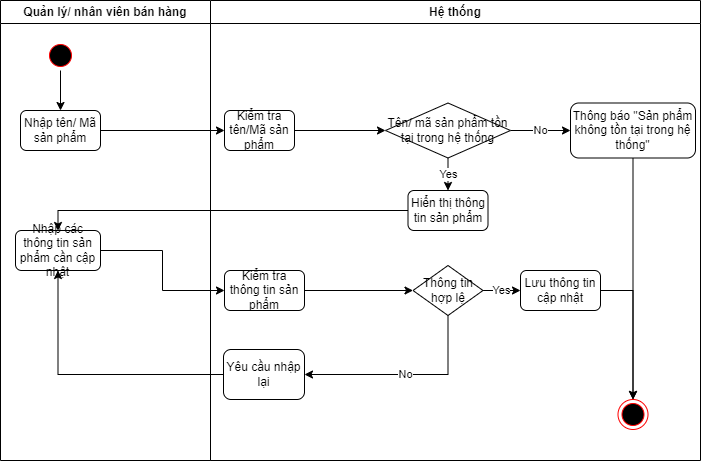 Quản lý/ nhân viên bán hàng
Hệ thống
Nhập tên/ Mã
sản phẩm
Kiểm tra
tên/Mã sản
phẩm
Tên/ mã sản phẩm tồn
tại trong hệ thống
No
Thông báo "Sản phẩm
không tồn tại trong hệ
thống"
Yes
Hiển thị thông
tin sản phẩm
Nhập các
thông tin sản
phẩm cần cập
nhật
Kiểm tra
thông tin sản
phẩm
Thông tin
hợp lệ
Yes
Lưu thông tin
cập nhật
Yêu cầu nhập
lại
No